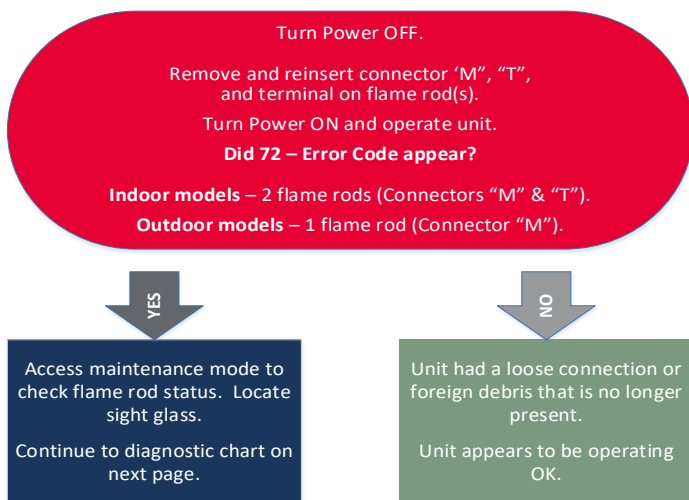 Turn Power OFF.
Remove and reinsert connector ‘M”, “T”,
and terminal on flame rod(s).
Turn Power ON and operate unit.
Did 72 – Error Code appear?
Indoor models – 2 flame rods (Connectors “M” & “T”).
Outdoor models – 1 flame rod (Connector “M”).
YES
NO
Access maintenance mode to
check flame rod status.  Locate
sight glass.
Continue to diagnostic chart on
next page.
Unit had a loose connection or
foreign debris that is no longer
present.
Unit appears to be operating
OK.